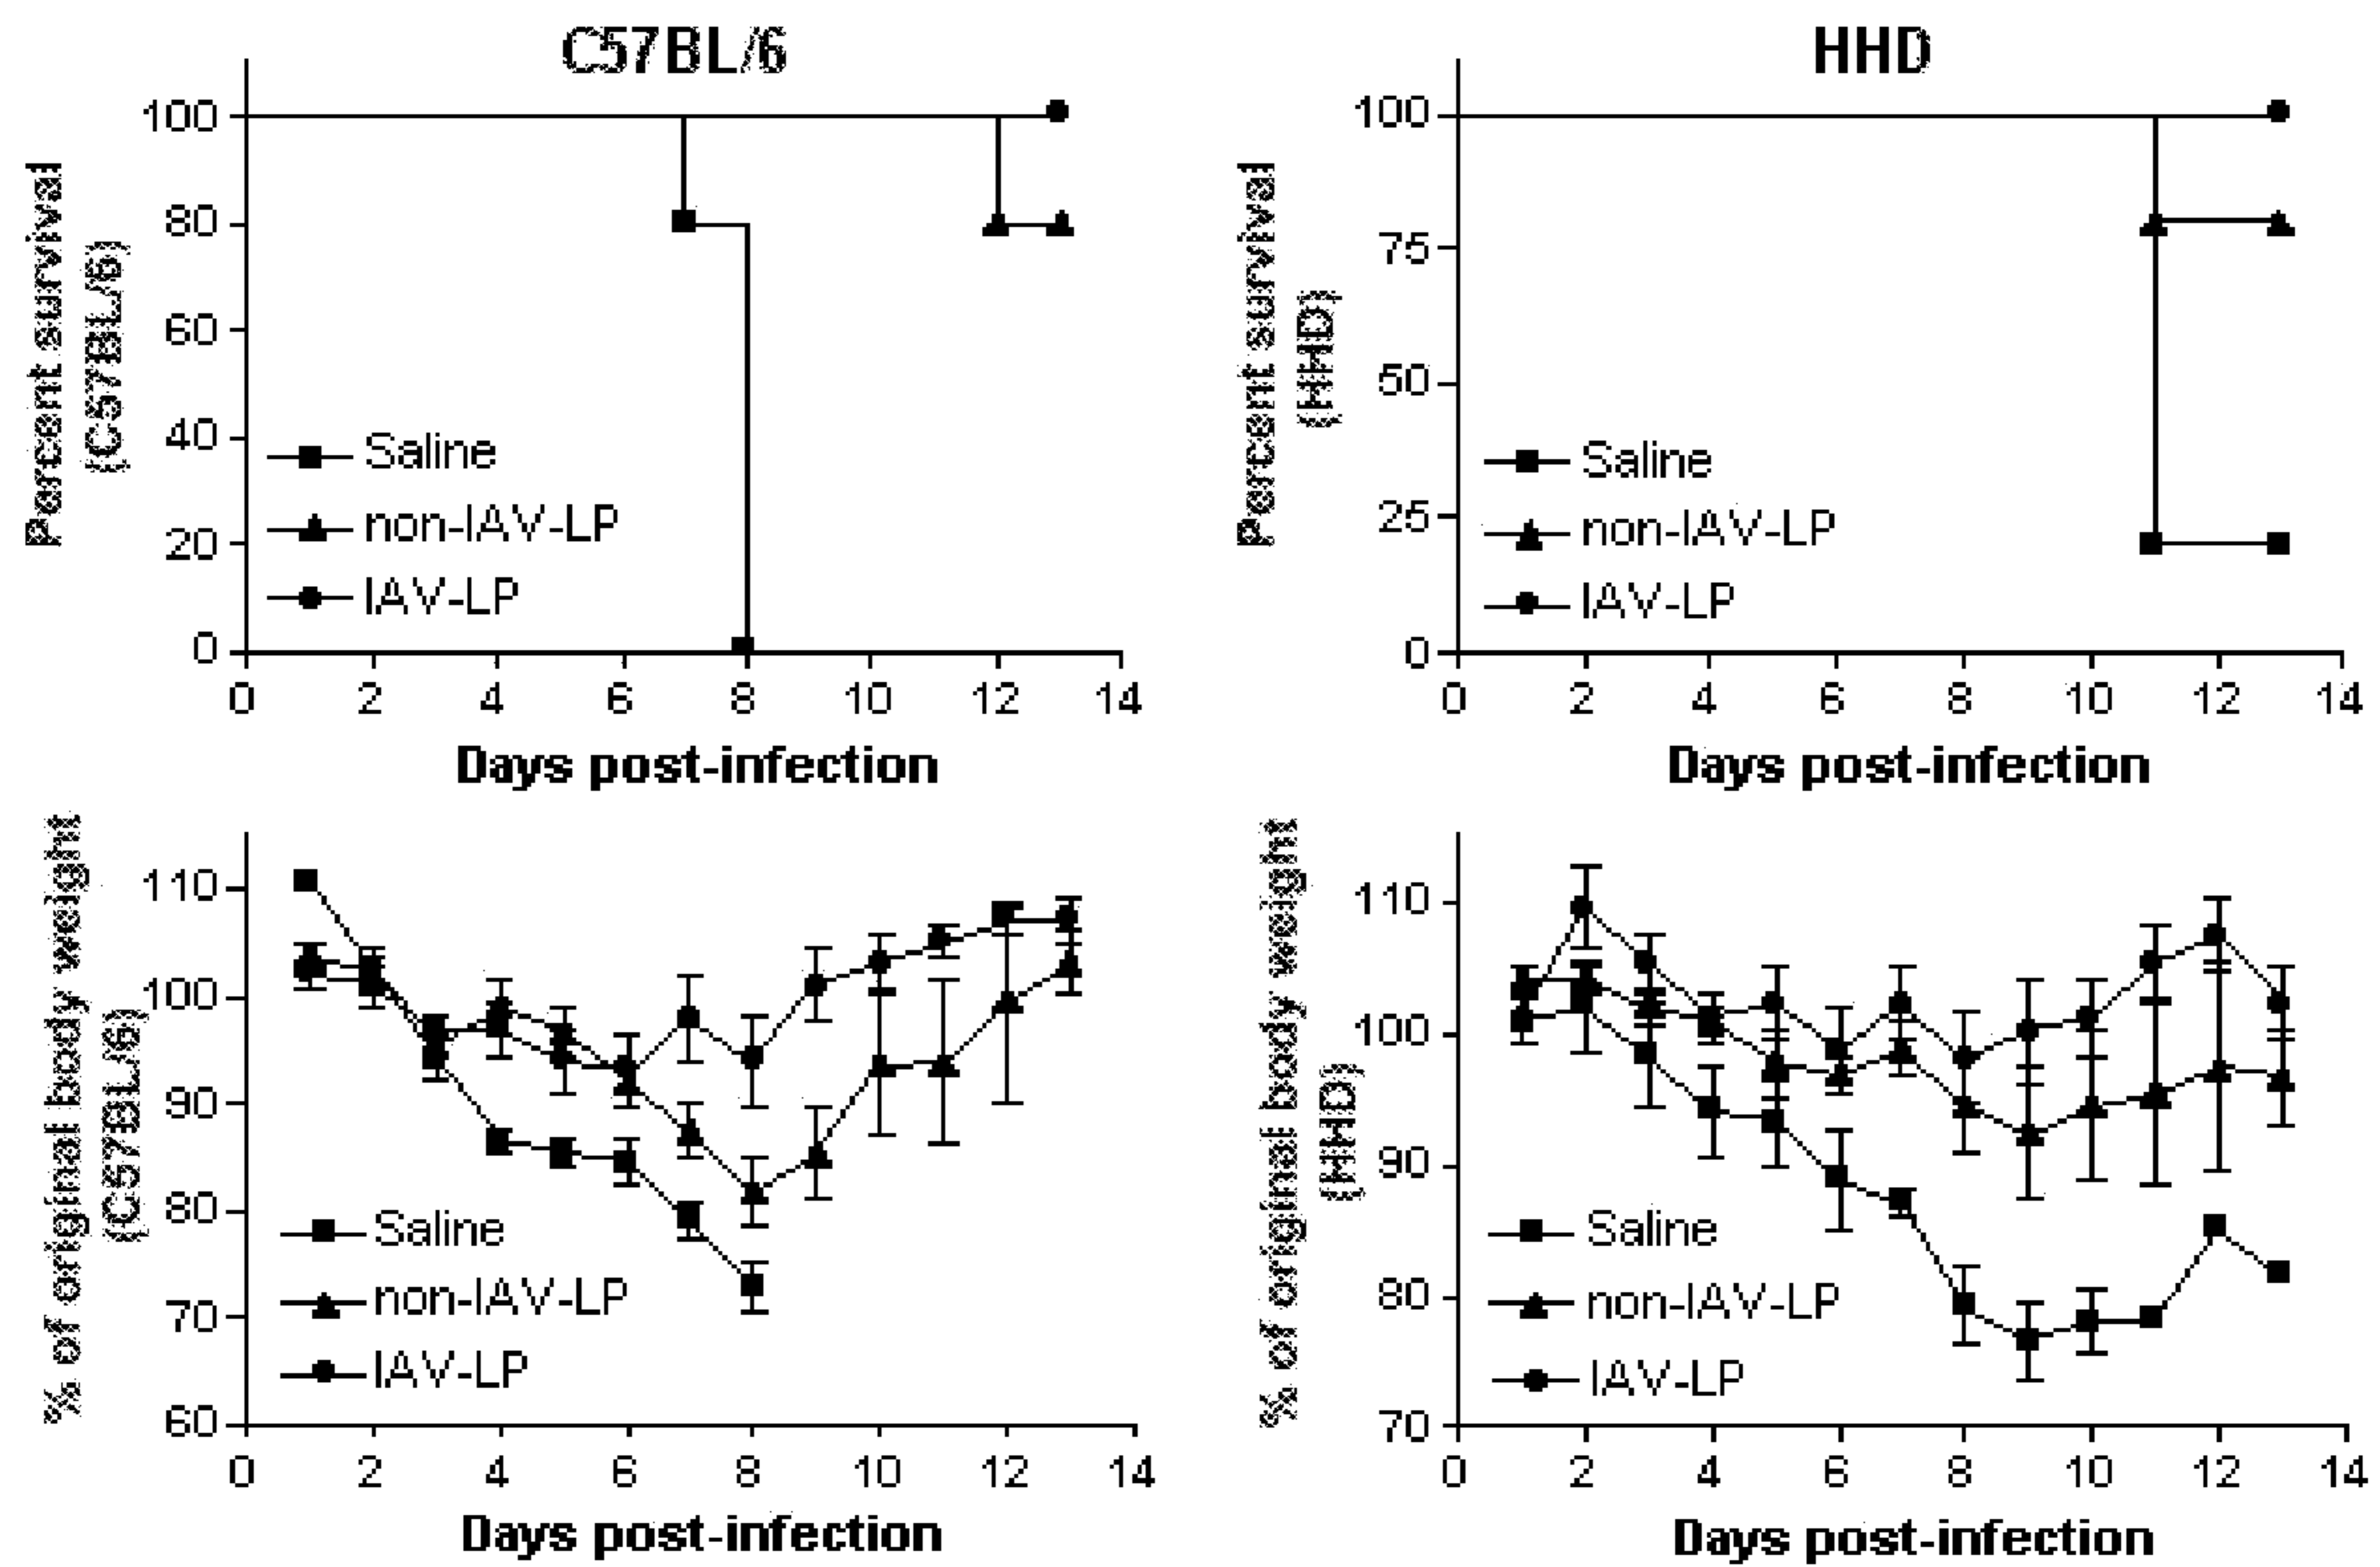 C57BL/6
Percent survival
(C57BL/6)
100
80
60
40
20
0
Saline
non-IAV-LP
IAV-LP
0 2 4 6 8 10 12 14
Days post-infection
HHD
Percent survival
(HHD)
100
75
50
25
0
Saline
non-IAV-LP
IAV-LP
0 2 4 6 8 10 12 14
Days post-infection
% of original body weight
(C57BL/6)
110
100
90
80
70
60
Saline
non-IAV-LP
IAV-LP
0 2 4 6 8 10 12 14
Days post-infection
% of original body weight
(HHD)
110
100
90
80
70
Saline
non-IAV-LP
IAV-LP
0 2 4 6 8 10 12 14
Days post-infection